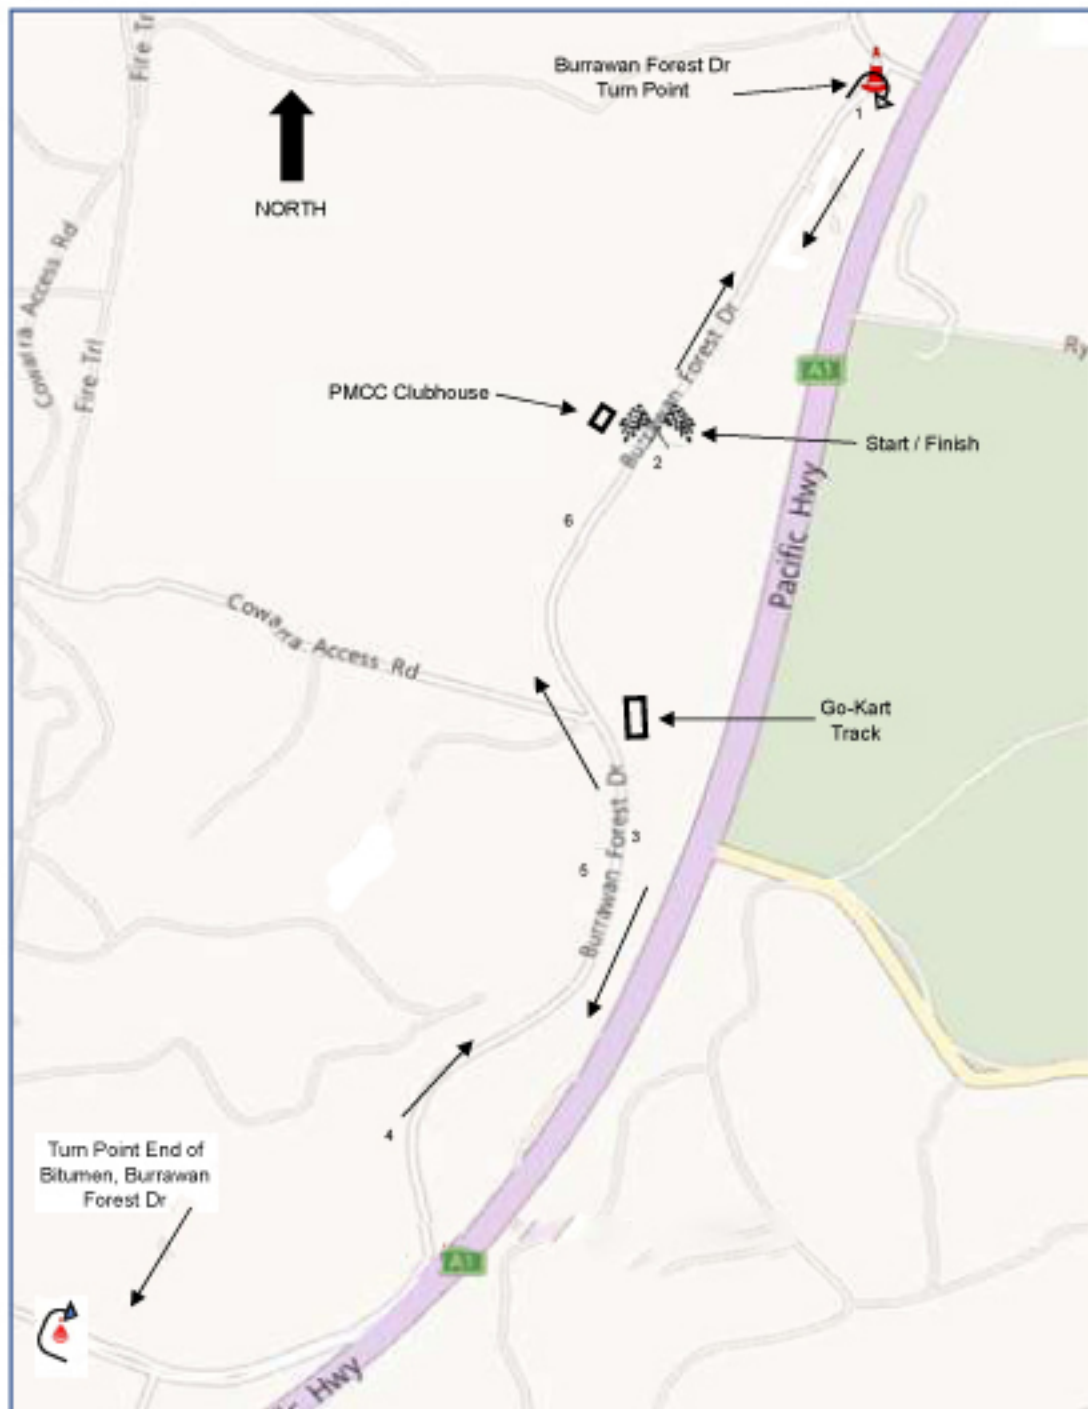 Fire Trl
Burrawan Forest Dr
Turn Point
1
NORTH
Cowarra Access Rd
Fire Trl
Burrawan Forest Dr
A1
PMCC Clubhouse
Start / Finish
2
6
Pacific Hwy
Cowarra Access Rd
Go-Kart
Track
Burrawan Forest Dr
3
5
4
Turn Point End of
Bitumen, Burrawan
Forest Dr
A1
Hwy